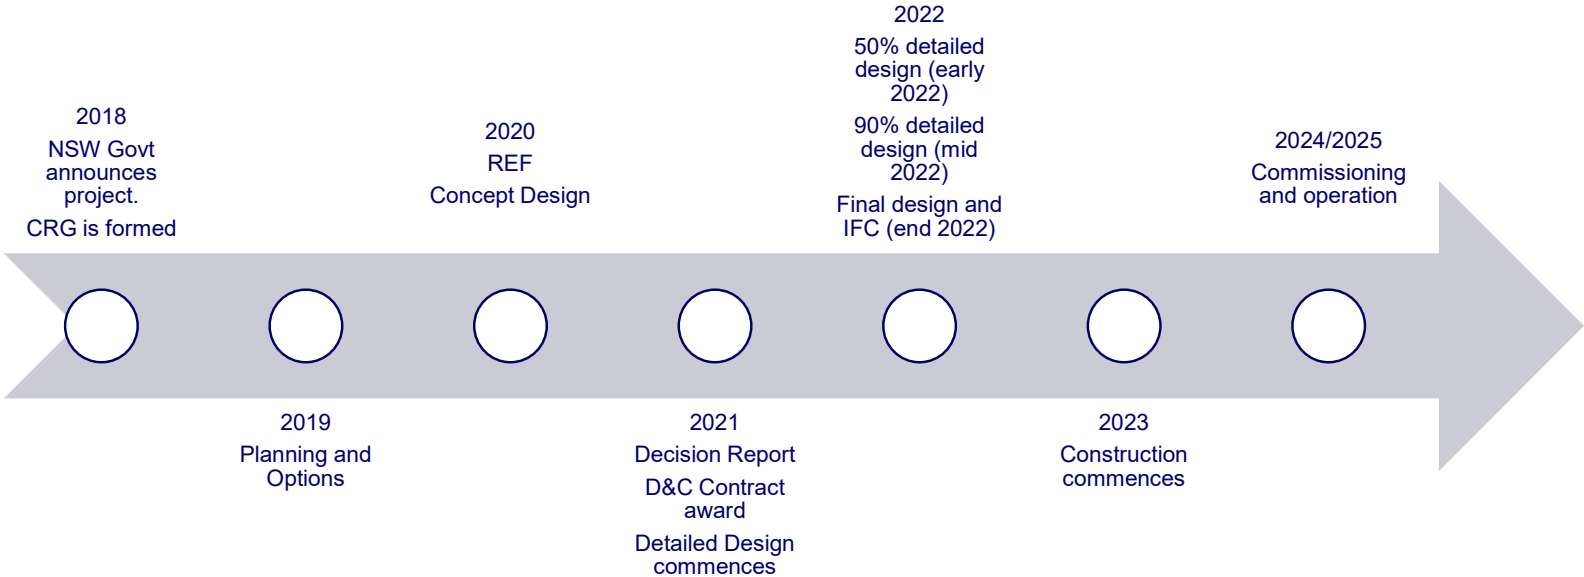 2018
NSW Govt
announces
project.
CRG is formed
2019
Planning and
Options
2020
REF
Concept Design
2021
Decision Report
D&C Contract
award
Detailed Design
commences
2022
50% detailed
design (early
2022)
90% detailed
design (mid
2022)
Final design and
IFC (end 2022)
2023
Construction
commences
2024/2025
Commissioning
and operation